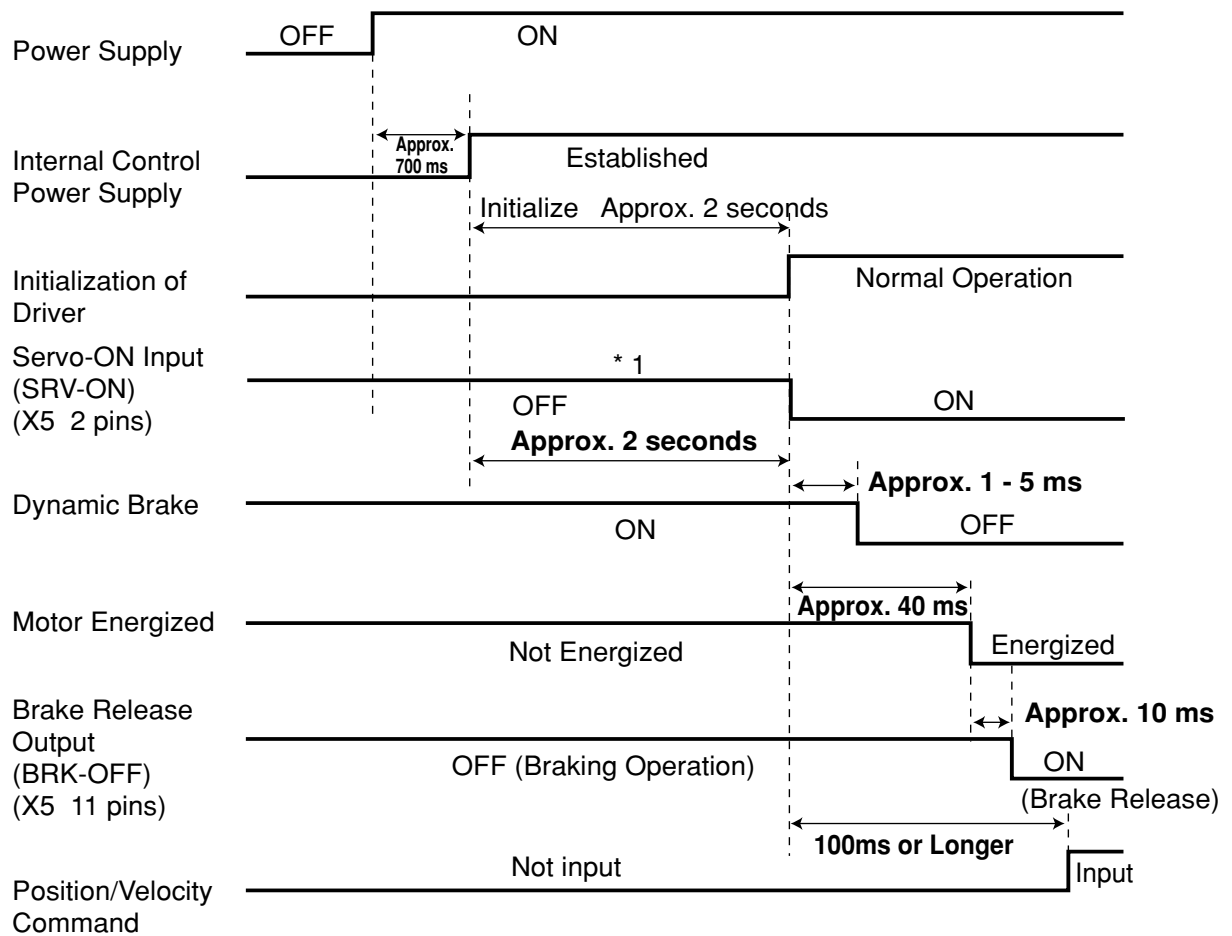 Power Supply
OFF
ON
Internal Control
Power Supply
Approx.
700 ms
Established
Initialize Approx. 2 seconds
Initialization of
Driver
Normal Operation
Servo-ON Input
(SRV-ON)
(X5 2 pins)
* 1
OFF
ON
Approx. 2 seconds
Dynamic Brake
Approx. 1 - 5 ms
ON
OFF
Motor Energized
Approx. 40 ms
Not Energized
Energized
Brake Release
Output
(BRK-OFF)
(X5 11 pins)
Approx. 10 ms
OFF (Braking Operation)
ON
(Brake Release)
100ms or Longer
Position/Velocity
Command
Not input
Input